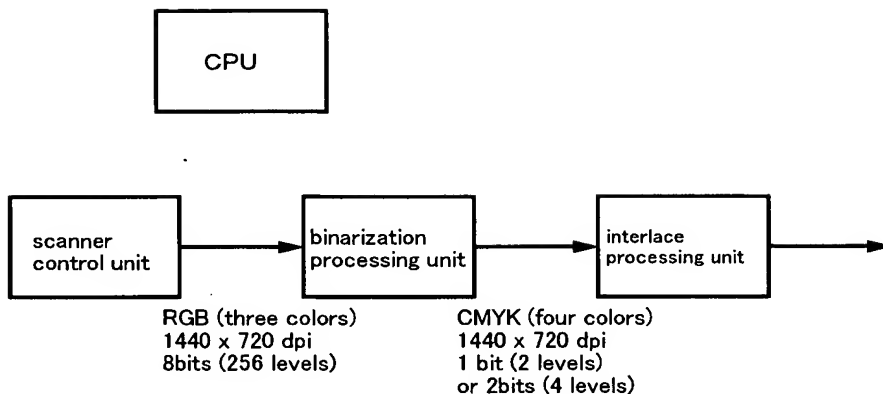 CPU
scanner
control unit
binarization
processing unit
interlace
processing unit
RGB (three colors)
1440 x 720 dpi
8bits (256 levels)
CMYK (four colors)
1440 x 720 dpi
1 bit (2 levels)
or 2bits (4 levels)